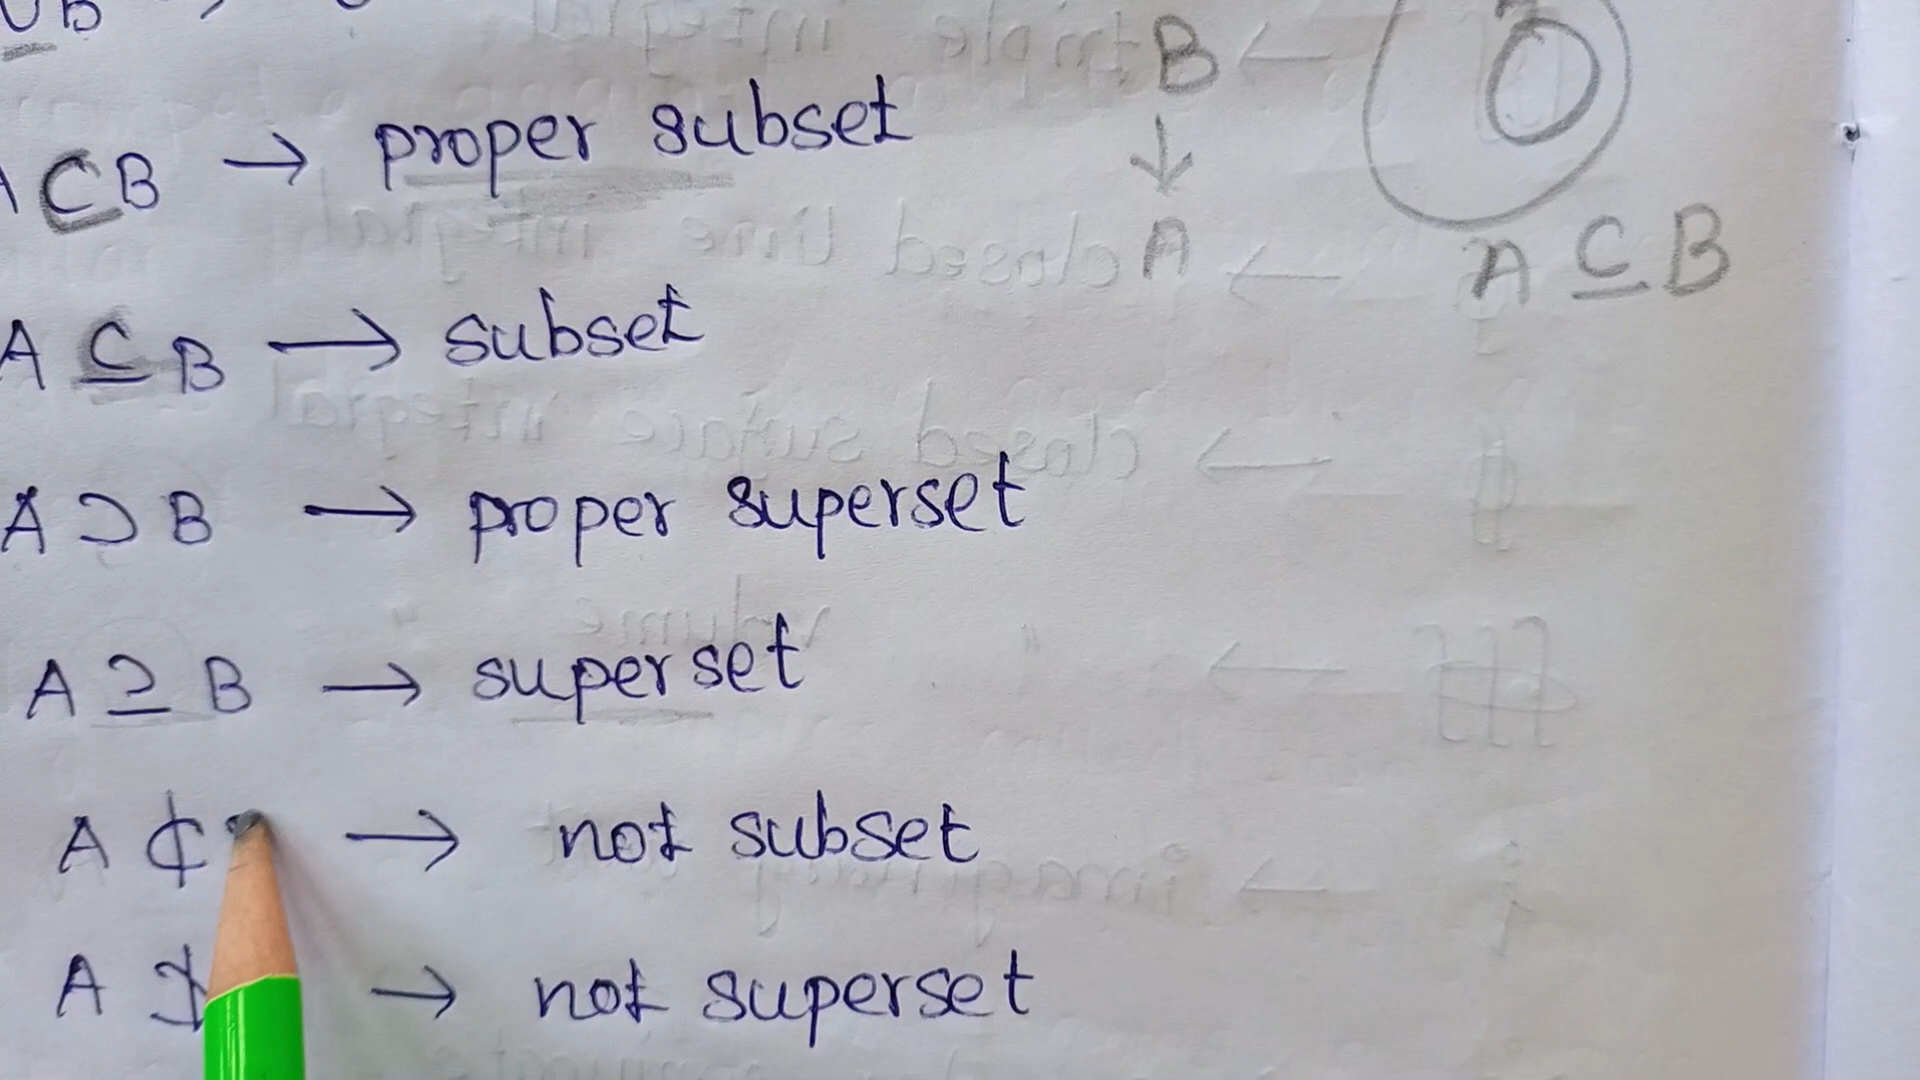 ∪B
A ⊆ B → proper subset
A ⊆ B → subset
A ⊃ B → proper superset
A ⊇ B → superset
A ⊄ → not subset
A ⊅ → not superset
B
↓
A
A ⊆ B